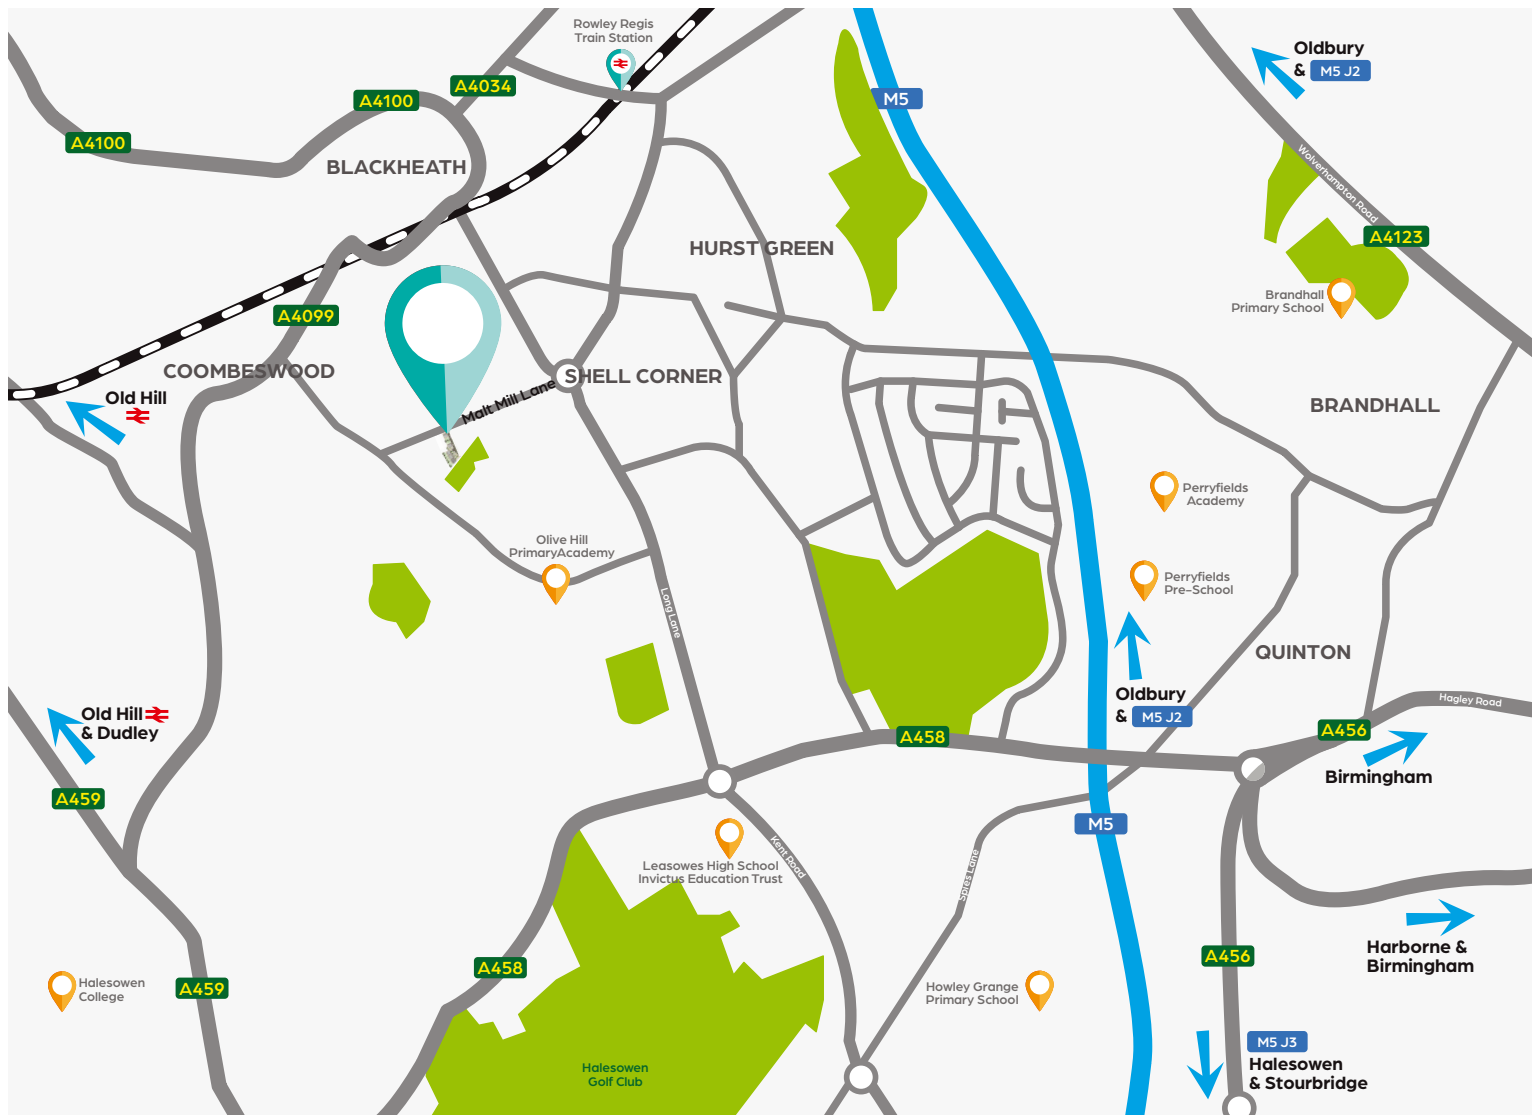 Rowley Regis
Train Station
Oldbury
& M5 J2
A4034
A4100
M5
A4100
BLACKHEATH
Wolverhampton Road
A4123
HURST GREEN
Brandhall
Primary School
A4099
COOMBESWOOD
SHELL CORNER
Old Hill
Malt Mill Lane
BRANDHALL
Perryfields
Academy
Olive Hill
PrimaryAcademy
Perryfields
Pre-School
Long Lane
QUINTON
Oldbury
& M5 J2
Hagley Road
Old Hill
& Dudley
A458
A456
Birmingham
A459
M5
Kent Road
Leasowes High School
Invictus Education Trust
Spies Lane
Harborne &
Birmingham
A458
A456
Halesowen
College
A459
Howley Grange
Primary School
M5 J3
Halesowen
& Stourbridge
Halesowen
Golf Club